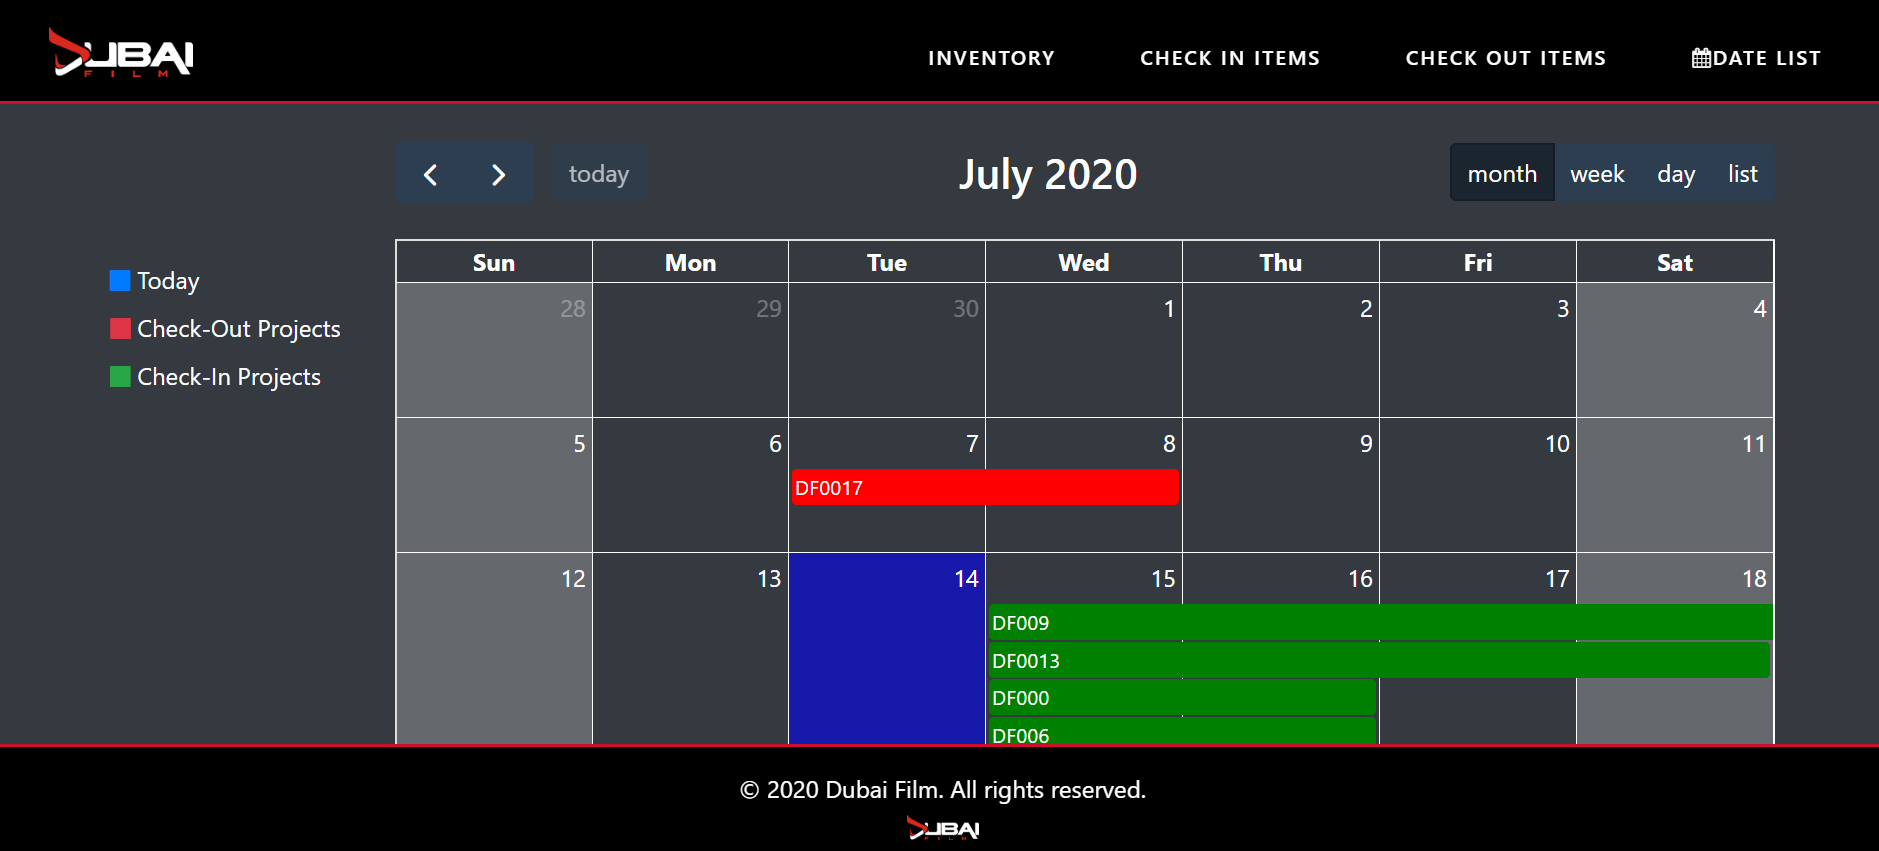 DUBAI
FILM
INVENTORY
CHECK IN ITEMS
CHECK OUT ITEMS
DATE LIST
today
July 2020
month week day list
Today
Check-Out Projects
Check-In Projects
Sun Mon Tue Wed Thu Fri Sat
28 29 30 1 2 3 4
5 6 7 8 9 10 11
DF0017
12 13 14 15 16 17 18
DF009
DF0013
DF000
DF006
© 2020 Dubai Film. All rights reserved.
DUBAI
FILM